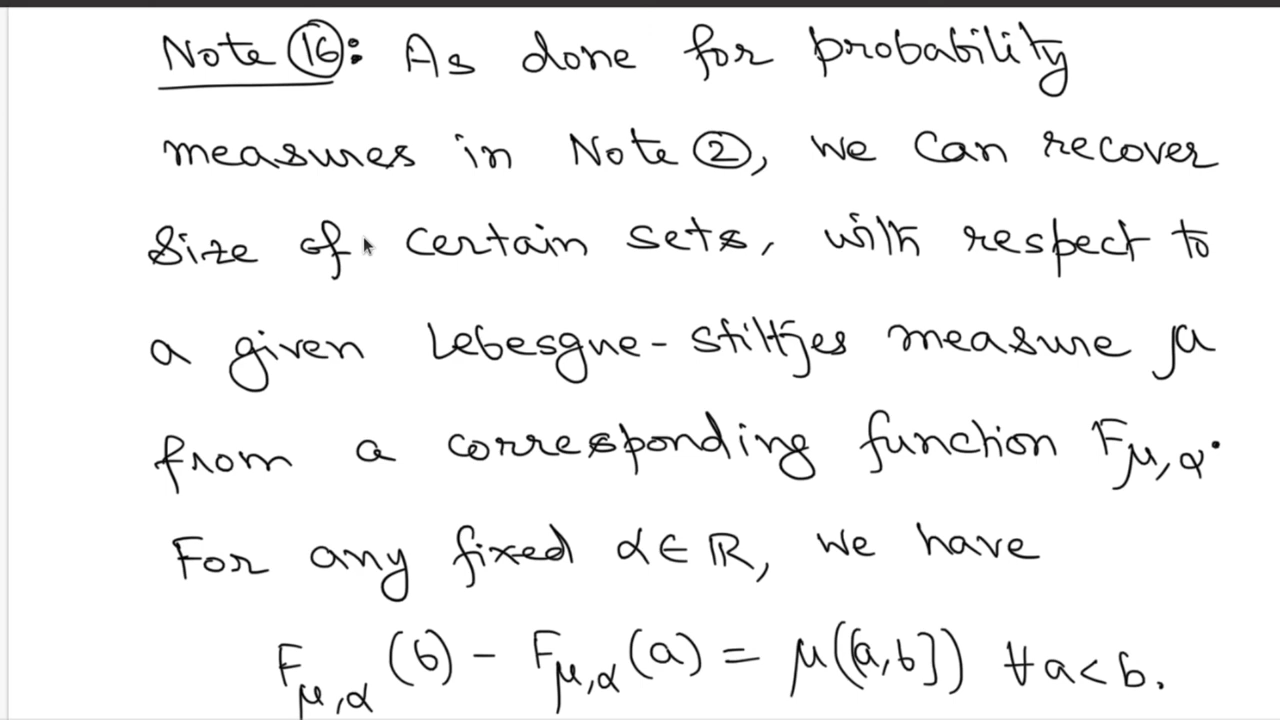 Note ⑯: As done for probability
measures in Note ②, we can recover
size of certain sets, with respect to
a given Lebesgue-stiltjes measure μ
from a corresponding function F_{μ,α}.
For any fixed α∈ℝ, we have
F_{μ,α}(b) - F_{μ,α}(a) = μ((a,b]) ∀a<b.